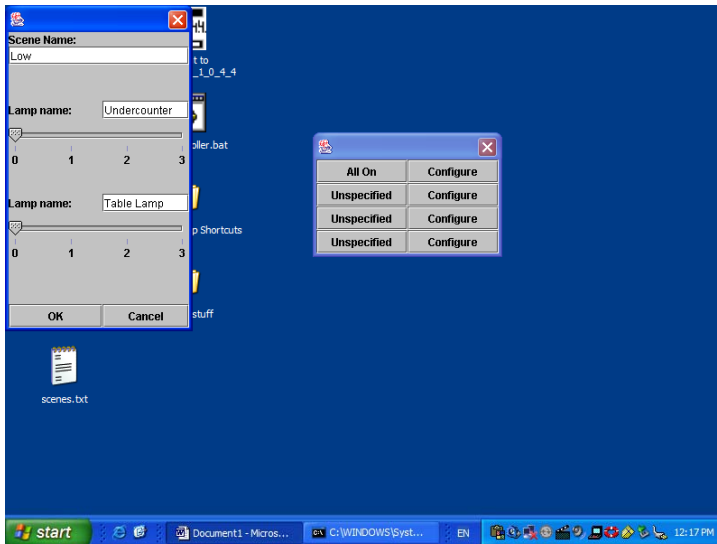 Scene Name:
Low
Lamp name: Undercounter
0 1 2 3
Lamp name: Table Lamp
0 1 2 3
OK Cancel
t to
_1_0_4_4
oller.bat
p Shortcuts
stuff
All On Configure
Unspecified Configure
Unspecified Configure
Unspecified Configure
scenes.txt
start Document1 - Micros... C:\WINDOWS\Syst... EN 12:17 PM